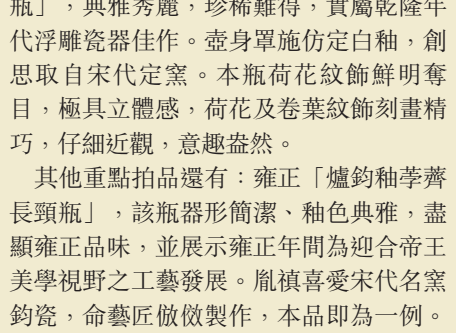 瓶」，典雅秀麗，珍稀難得，實屬乾隆年
代浮雕瓷器佳作。壺身罩施仿定白釉，創
思取自宋代定窯。本瓶荷花紋飾鮮明奪
目，極具立體感，荷花及卷葉紋飾刻畫精
巧，仔細近觀，意趣盎然。
其他重點拍品還有：雍正「爐鈞釉荸薺
長頸瓶」，該瓶器形簡潔、釉色典雅，盡
顯雍正品味，並展示雍正年間為迎合帝王
美學視野之工藝發展。胤禛喜愛宋代名窯
鈞瓷，命藝匠倣傚製作，本品即為一例。